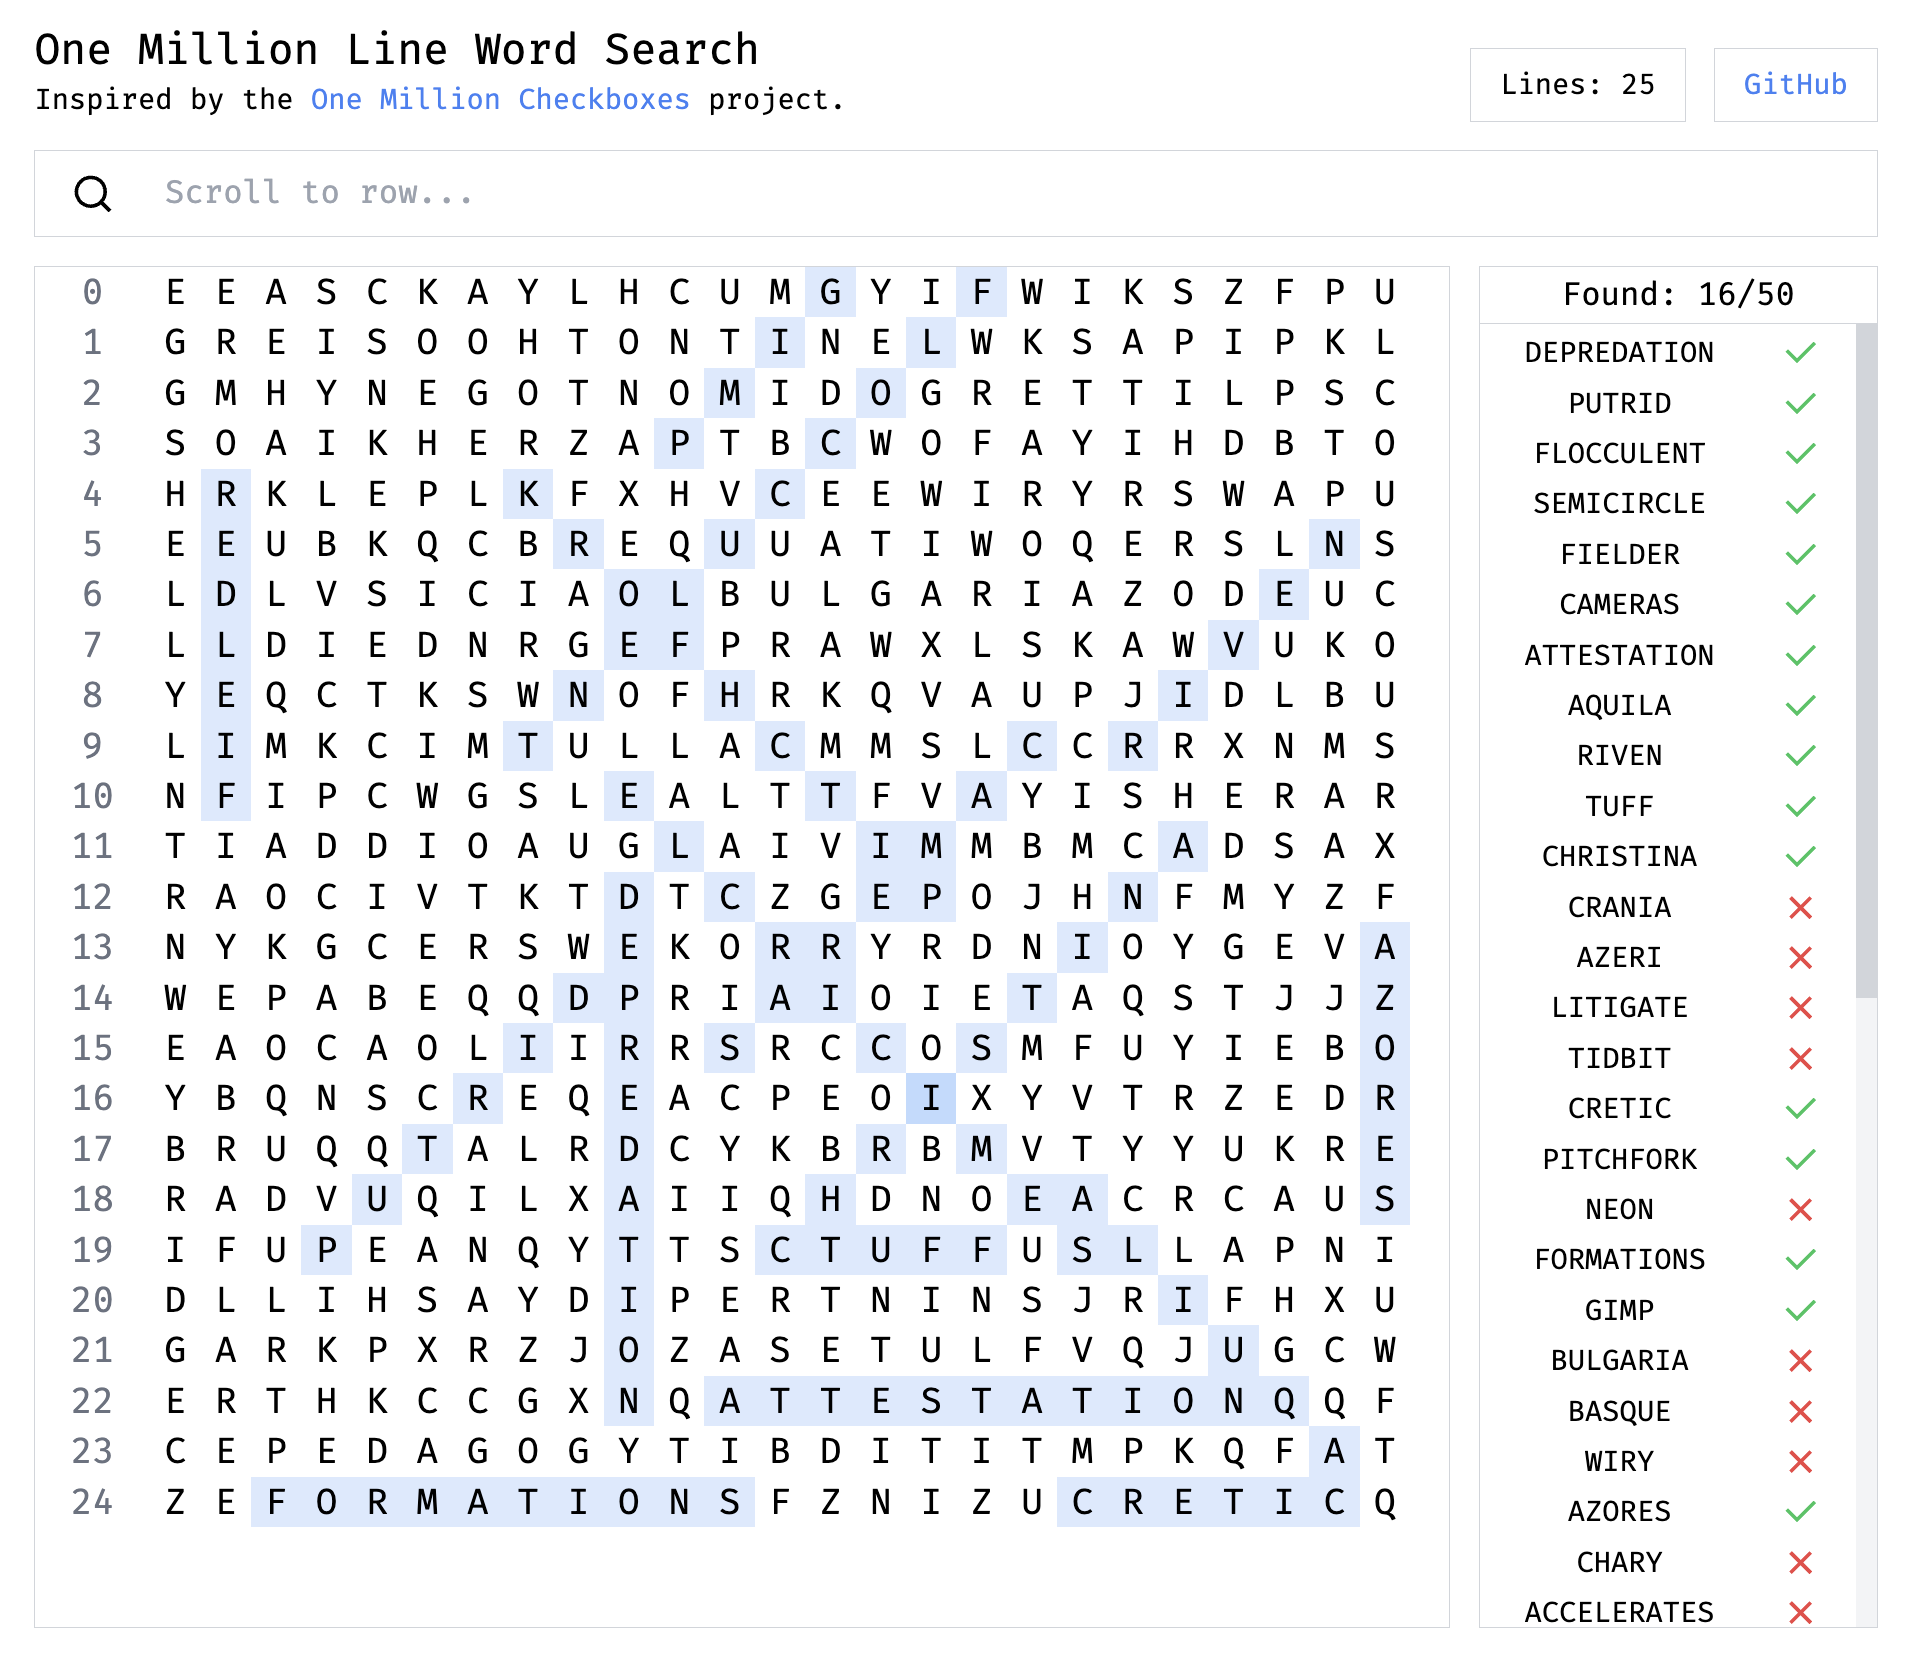 One Million Line Word Search
Inspired by the One Million Checkboxes project.
Lines: 25
GitHub
Scroll to row...
0 E E A S C K A Y L H C U M G Y I F W I K S Z F P U
1 G R E I S O O H T O N T I N E L W K S A P I P K L
2 G M H Y N E G O T N O M I D O G R E T T I L P S C
3 S O A I K H E R Z A P T B C W O F A Y I H D B T O
4 H R K L E P L K F X H V C E E W I R Y R S W A P U
5 E E U B K Q C B R E Q U U A T I W O Q E R S L N S
6 L D L V S I C I A O L B U L G A R I A Z O D E U C
7 L L D I E D N R G E F P R A W X L S K A W V U K O
8 Y E Q C T K S W N O F H R K Q V A U P J I D L B U
9 L I M K C I M T U L L A C M M S L C C R R X N M S
10 N F I P C W G S L E A L T T F V A Y I S H E R A R
11 T I A D D I O A U G L A I V I M M B M C A D S A X
12 R A O C I V T K T D T C Z G E P O J H N F M Y Z F
13 N Y K G C E R S W E K O R R Y R D N I O Y G E V A
14 W E P A B E Q Q D P R I A I O I E T A Q S T J J Z
15 E A O C A O L I I R R S R C C O S M F U Y I E B O
16 Y B Q N S C R E Q E A C P E O I X Y V T R Z E D R
17 B R U Q Q T A L R D C Y K B R B M V T Y Y U K R E
18 R A D V U Q I L X A I I Q H D N O E A C R C A U S
19 I F U P E A N Q Y T T S C T U F F U S L L A P N I
20 D L L I H S A Y D I P E R T N I N S J R I F H X U
21 G A R K P X R Z J O Z A S E T U L F V Q J U G C W
22 E R T H K C C G X N Q A T T E S T A T I O N Q Q F
23 C E P E D A G O G Y T I B D I T I T M P K Q F A T
24 Z E F O R M A T I O N S F Z N I Z U C R E T I C Q
Found: 16/50
DEPREDATION
PUTRID
FLOCCULENT
SEMICIRCLE
FIELDER
CAMERAS
ATTESTATION
AQUILA
RIVEN
TUFF
CHRISTINA
CRANIA
AZERI
LITIGATE
TIDBIT
CRETIC
PITCHFORK
NEON
FORMATIONS
GIMP
BULGARIA
BASQUE
WIRY
AZORES
CHARY
ACCELERATES